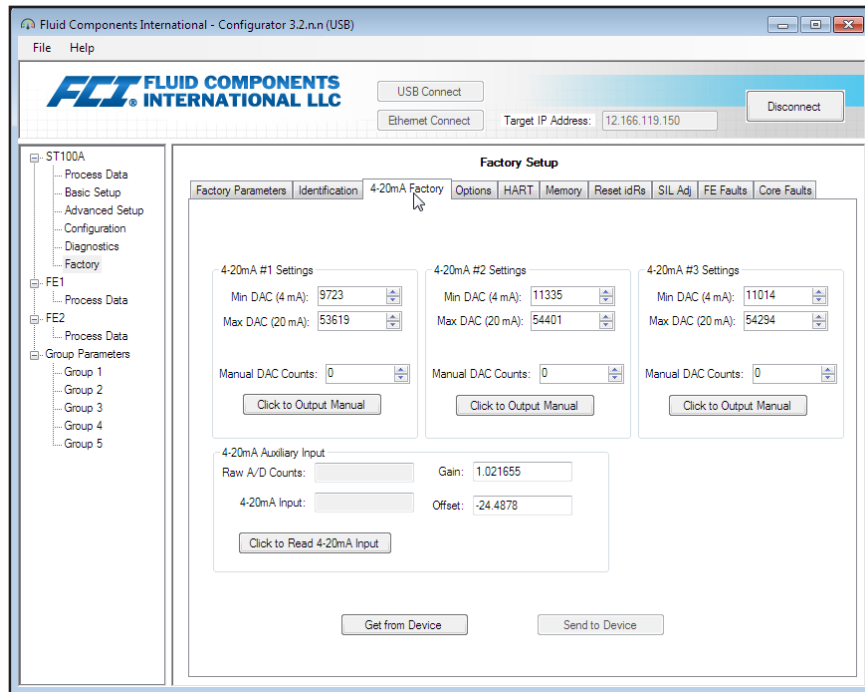 Fluid Components International - Configurator 3.2.n.n (USB)
File Help
FCI® FLUID COMPONENTS
INTERNATIONAL LLC
USB Connect
Ethernet Connect Target IP Address: 12.166.119.150
Disconnect
ST100A
Process Data
Basic Setup
Advanced Setup
Configuration
Diagnostics
Factory
FE1
Process Data
FE2
Process Data
Group Parameters
Group 1
Group 2
Group 3
Group 4
Group 5
Factory Setup
Factory Parameters Identification 4-20mA Factory Options HART Memory Reset idRs SIL Adj FE Faults Core Faults
4-20mA #1 Settings
Min DAC (4 mA): 9723
Max DAC (20 mA): 53619
Manual DAC Counts: 0
Click to Output Manual
4-20mA #2 Settings
Min DAC (4 mA): 11335
Max DAC (20 mA): 54401
Manual DAC Counts: 0
Click to Output Manual
4-20mA #3 Settings
Min DAC (4 mA): 11014
Max DAC (20 mA): 54294
Manual DAC Counts: 0
Click to Output Manual
4-20mA Auxiliary Input
Raw A/D Counts: Gain: 1.021655
4-20mA Input: Offset: -24.4878
Click to Read 4-20mA Input
Get from Device Send to Device